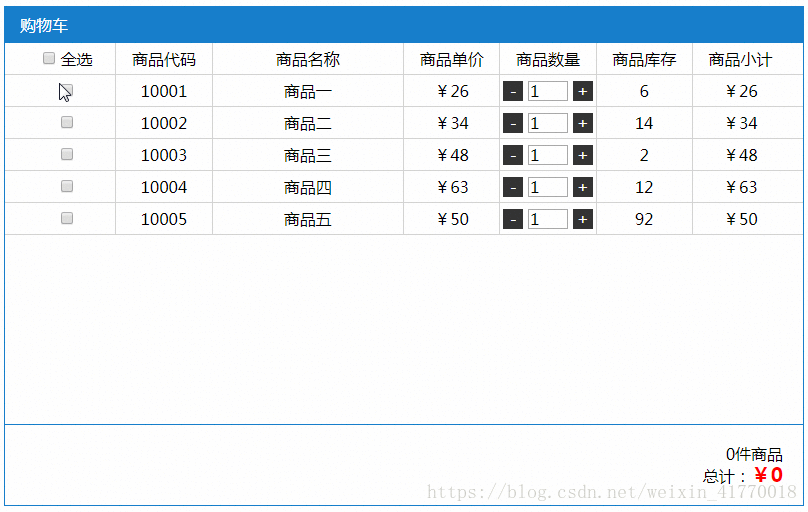 购物车
全选 商品代码 商品名称 商品单价 商品数量 商品库存 商品小计
10001 商品一 ￥26 - 1 + 6 ￥26
10002 商品二 ￥34 - 1 + 14 ￥34
10003 商品三 ￥48 - 1 + 2 ￥48
10004 商品四 ￥63 - 1 + 12 ￥63
10005 商品五 ￥50 - 1 + 92 ￥50
0件商品
总计：￥0
https://blog.csdn.net/weixin_41770018